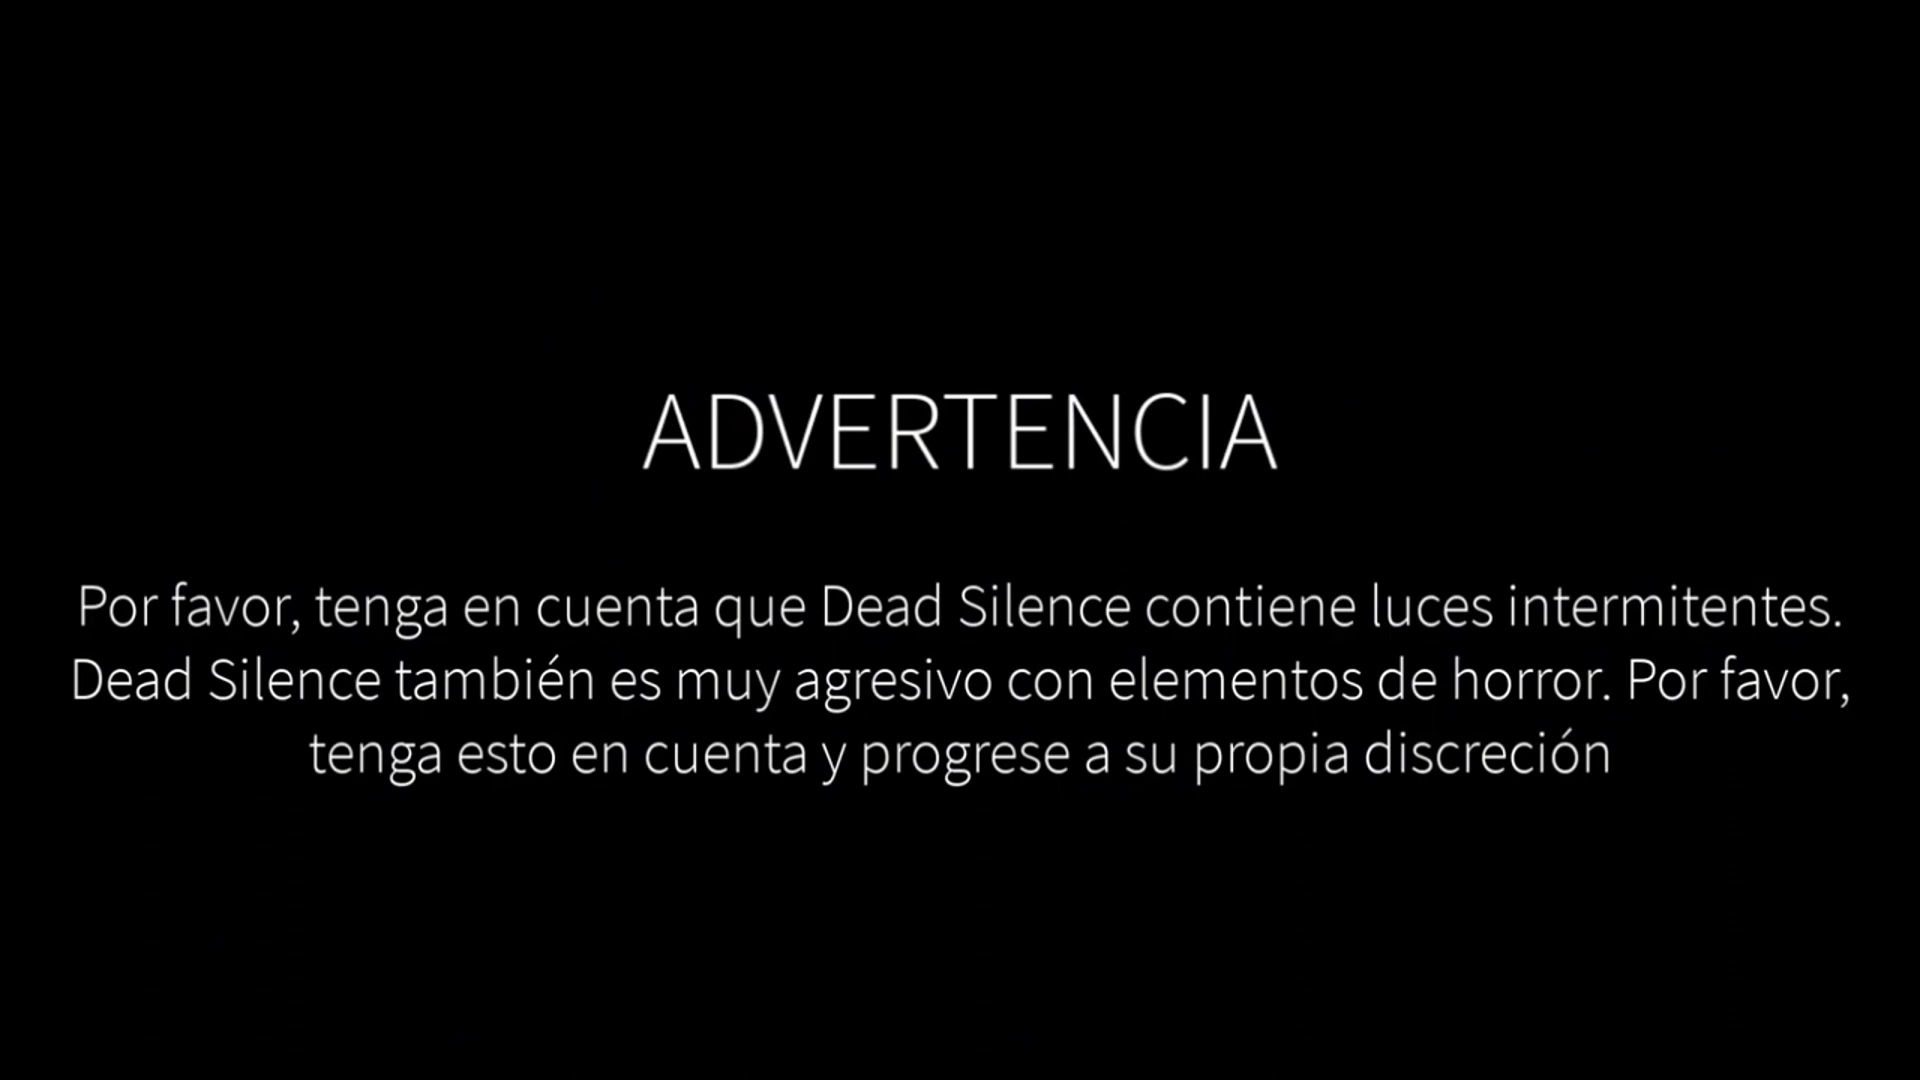 ADVERTENCIA
Por favor, tenga en cuenta que Dead Silence contiene luces intermitentes.
Dead Silence también es muy agresivo con elementos de horror. Por favor,
tenga esto en cuenta y progrese a su propia discreción